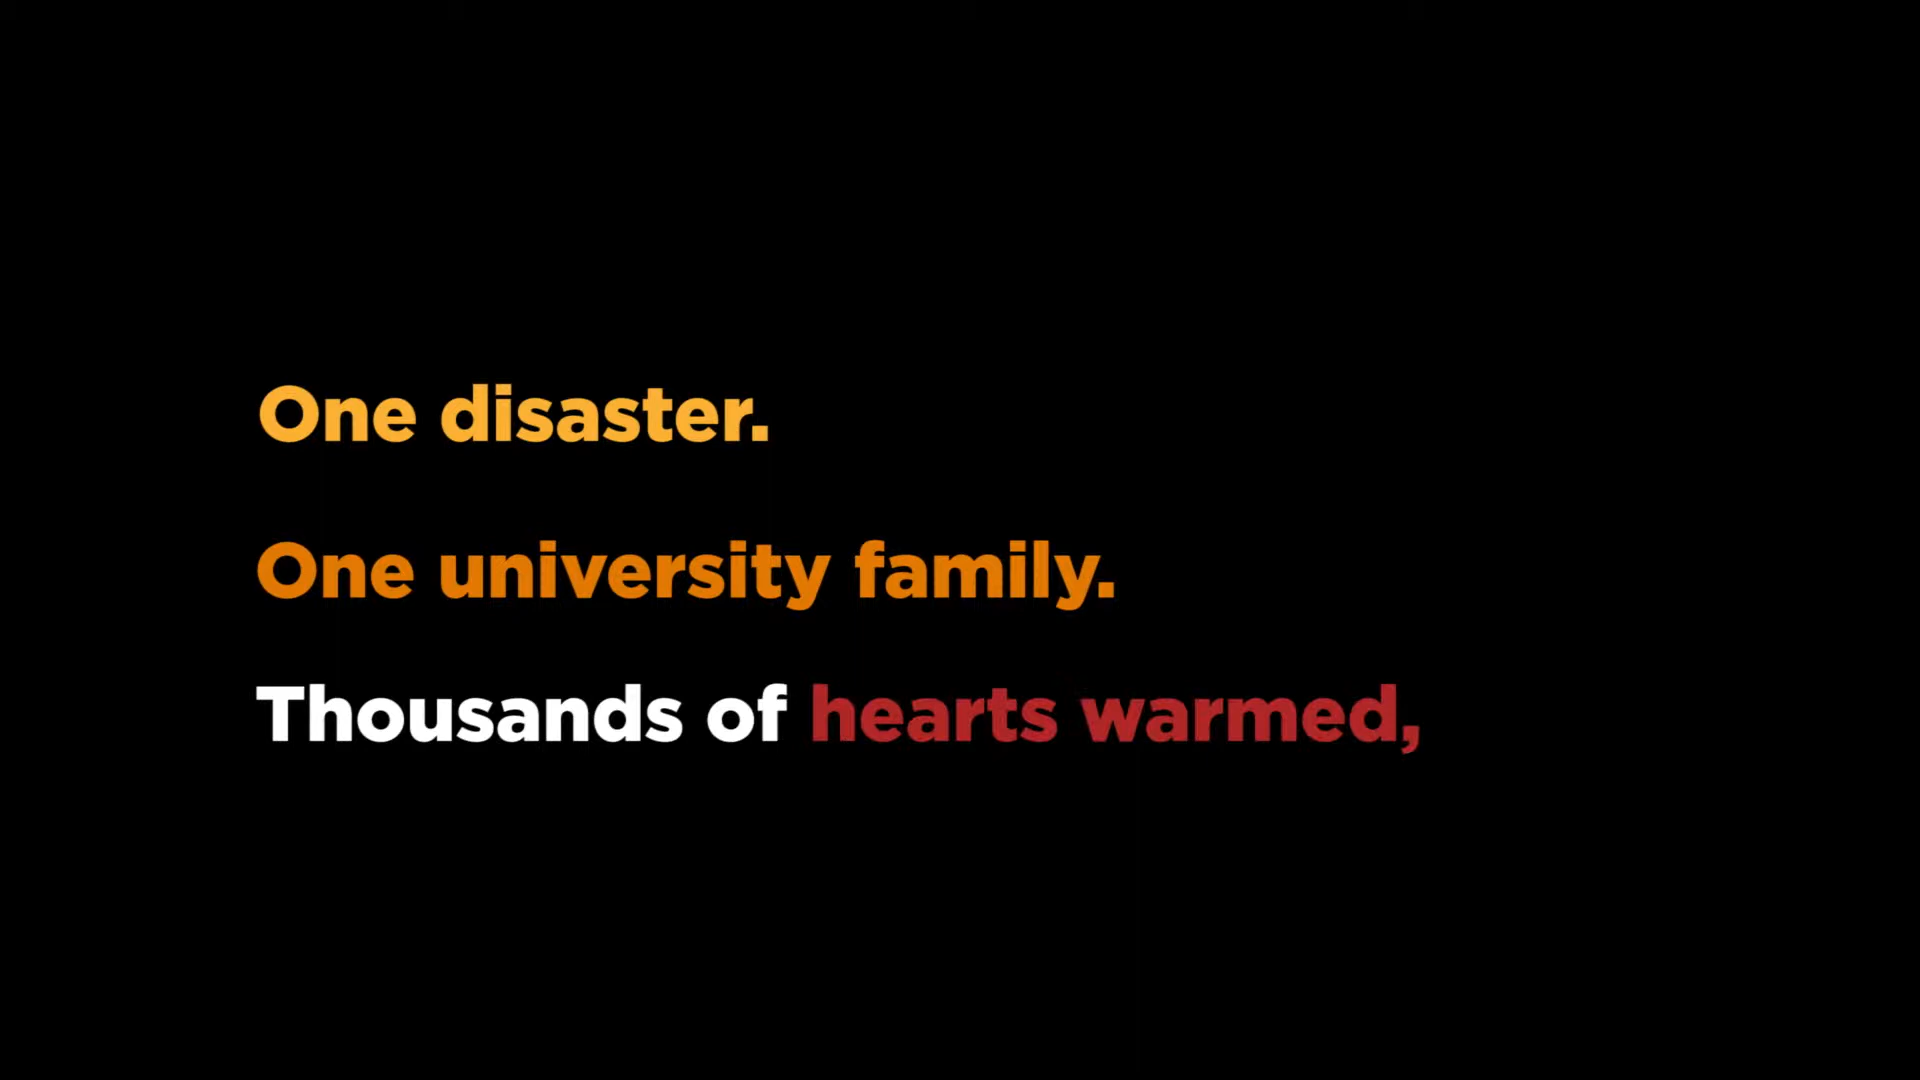 One disaster.
One university family.
Thousands of hearts warmed,